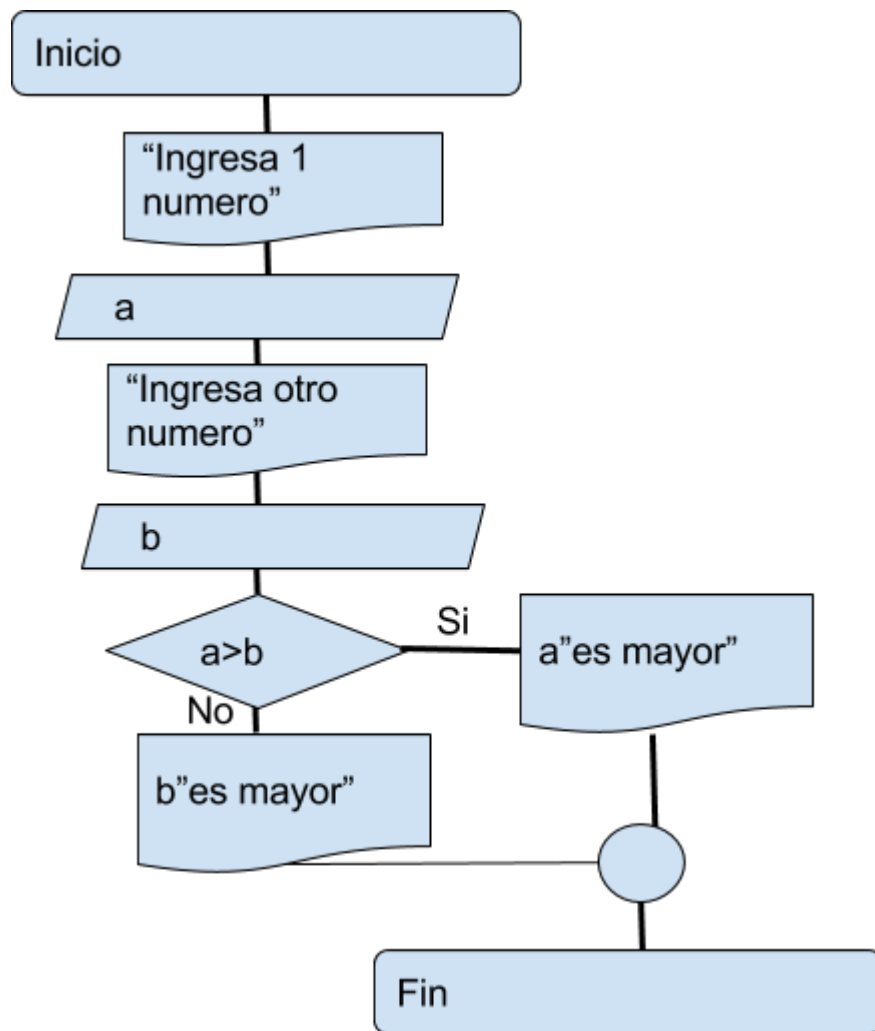 Inicio
“Ingresa 1
numero”
a
“Ingresa otro
numero”
b
a>b
Si
a”es mayor”
No
b”es mayor”
Fin